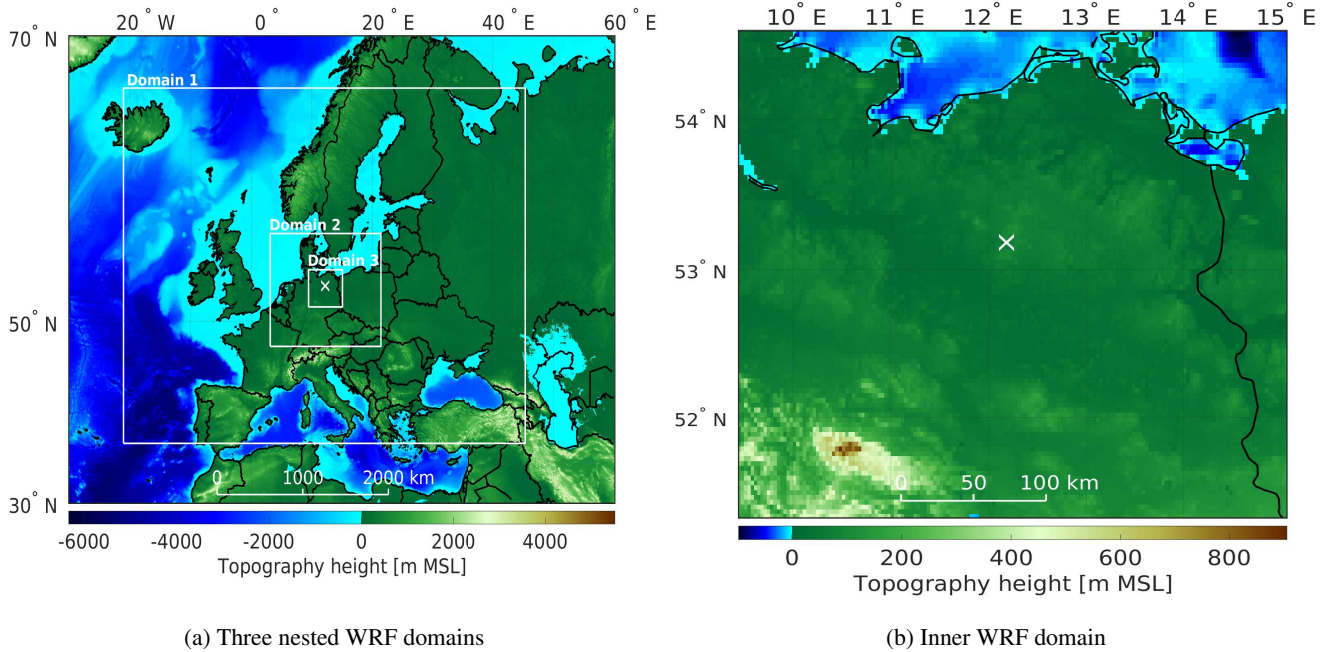 20° W 0° 20° E 40° E 60° E
70° N
Domain 1
Domain 2
Domain 3
50° N
0 1000 2000 km
30° N
-6000 -4000 -2000 0 2000 4000
Topography height [m MSL]
(a) Three nested WRF domains
10° E 11° E 12° E 13° E 14° E 15° E
54° N
53° N
52° N
0 50 100 km
0 200 400 600 800
Topography height [m MSL]
(b) Inner WRF domain